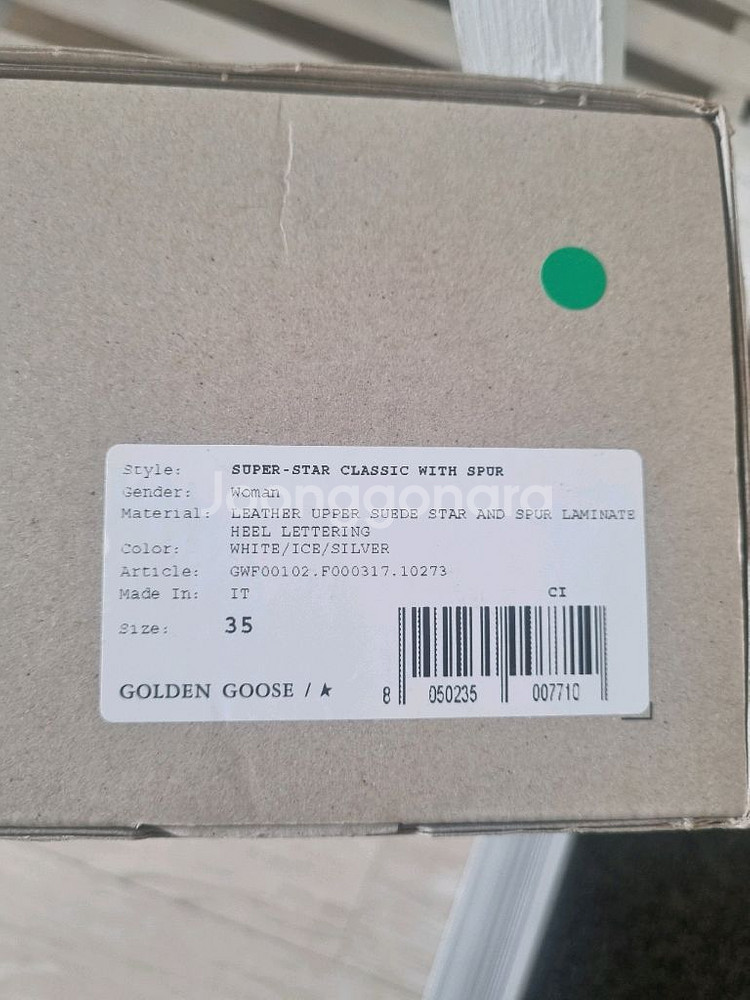 Style: SUPER-STAR CLASSIC WITH SPUR
Gender: Woman
Joonggonara
Material: LEATHER UPPER SUEDE STAR AND SPUR LAMINATE
HEEL LETTERING
Color: WHITE/ICE/SILVER
Article: GWF00102.F000317.10273
Made In: IT
CI
Size: 35
GOLDEN GOOSE / ★
8 050235 007710